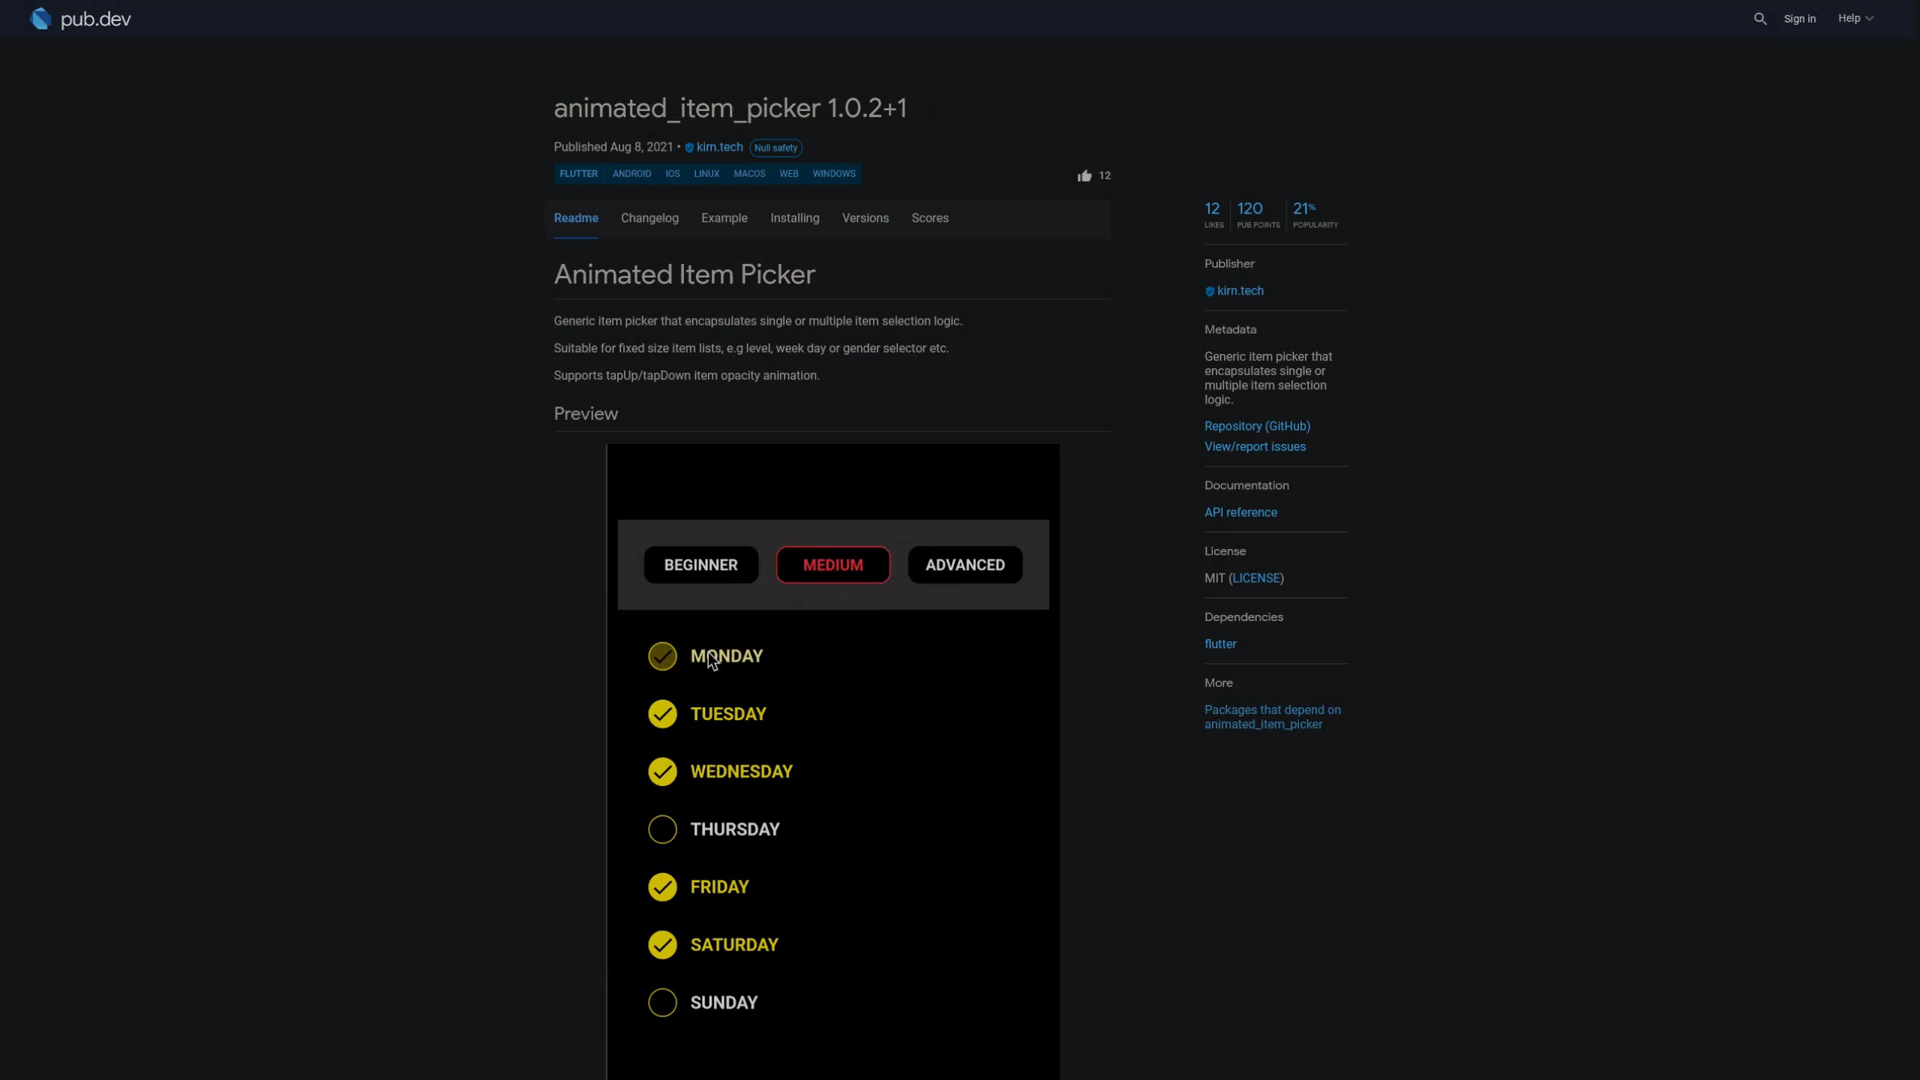 pub.dev
Sign in
Help
animated_item_picker 1.0.2+1
Published Aug 8, 2021 • kirn.tech Null safety
FLUTTER ANDROID IOS LINUX MACOS WEB WINDOWS
12
Readme Changelog Example Installing Versions Scores
Animated Item Picker
Generic item picker that encapsulates single or multiple item selection logic.
Suitable for fixed size item lists, e.g level, week day or gender selector etc.
Supports tapUp/tapDown item opacity animation.
Preview
BEGINNER MEDIUM ADVANCED
MONDAY
TUESDAY
WEDNESDAY
THURSDAY
FRIDAY
SATURDAY
SUNDAY
12 120 21%
LIKES PUB POINTS POPULARITY
Publisher
kirn.tech
Metadata
Generic item picker that
encapsulates single or
multiple item selection
logic.
Repository (GitHub)
View/report issues
Documentation
API reference
License
MIT (LICENSE)
Dependencies
flutter
More
Packages that depend on
animated_item_picker